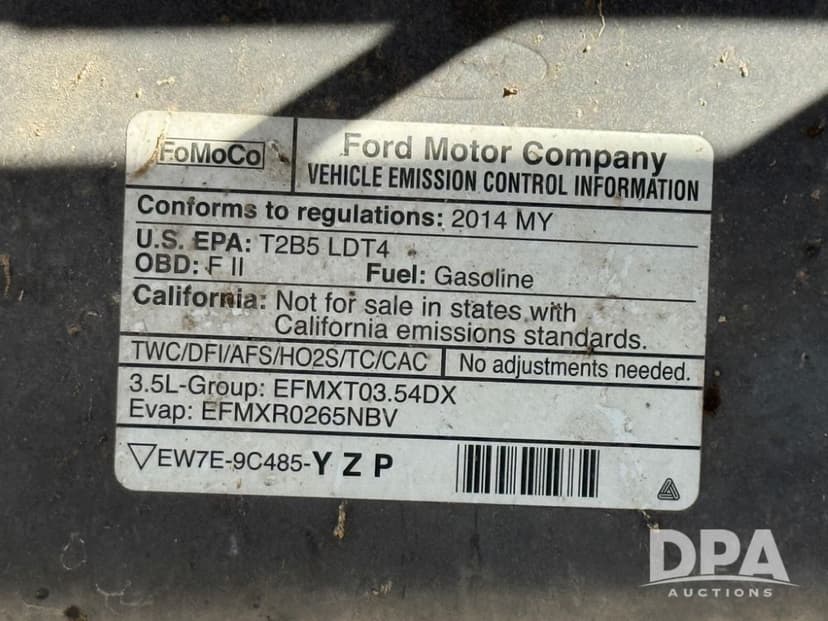 FoMoCo
Ford Motor Company
VEHICLE EMISSION CONTROL INFORMATION
Conforms to regulations: 2014 MY
U.S. EPA: T2B5 LDT4
OBD: F II Fuel: Gasoline
California: Not for sale in states with
California emissions standards.
TWC/DFI/AFS/HO2S/TC/CAC No adjustments needed.
3.5L-Group: EFMXT03.54DX
Evap: EFMXR0265NBV
EW7E-9C485-Y Z P
DPA
AUCTIONS